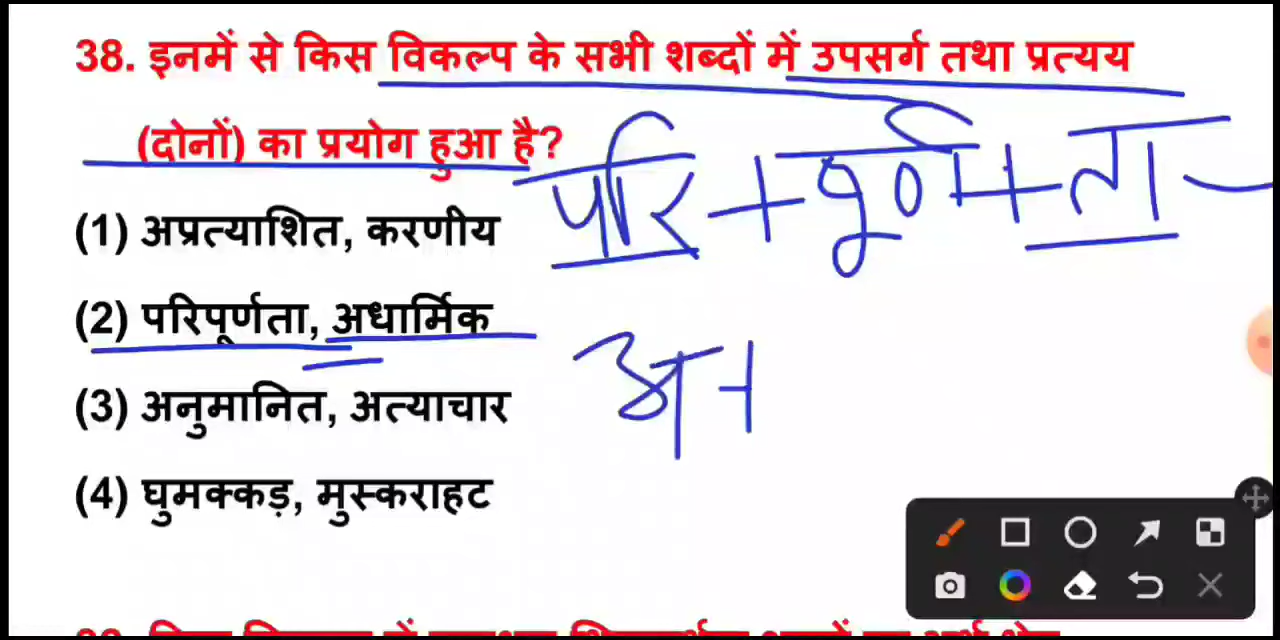 38. इनमें से किस विकल्प के सभी शब्दों में उपसर्ग तथा प्रत्यय
(दोनों) का प्रयोग हुआ है?
परि + पूर्ण + ता
(1) अप्रत्याशित, करणीय
(2) परिपूर्णता, अधार्मिक
अ +
(3) अनुमानित, अत्याचार
(4) घुमक्कड़, मुस्कराहट